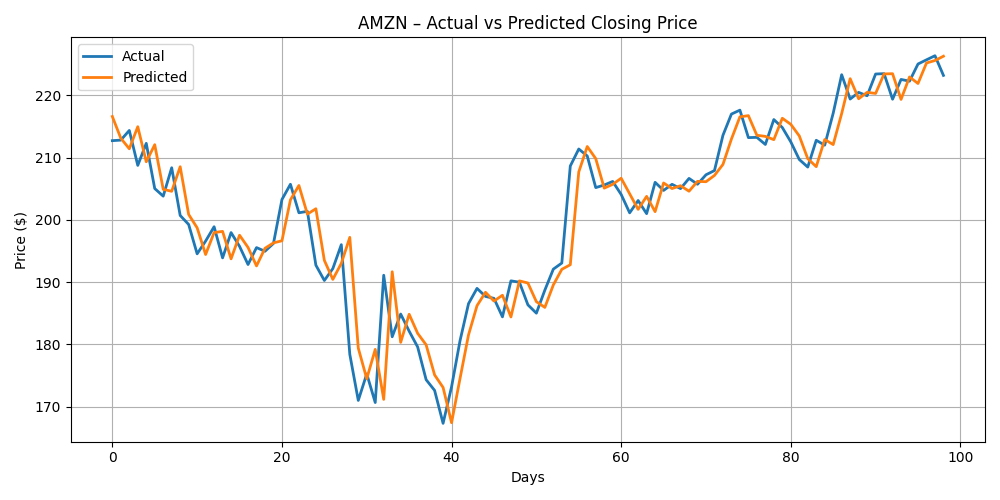 AMZN – Actual vs Predicted Closing Price
Actual
Predicted
Price ($)
220
210
200
190
180
170
0 20 40 60 80 100
Days